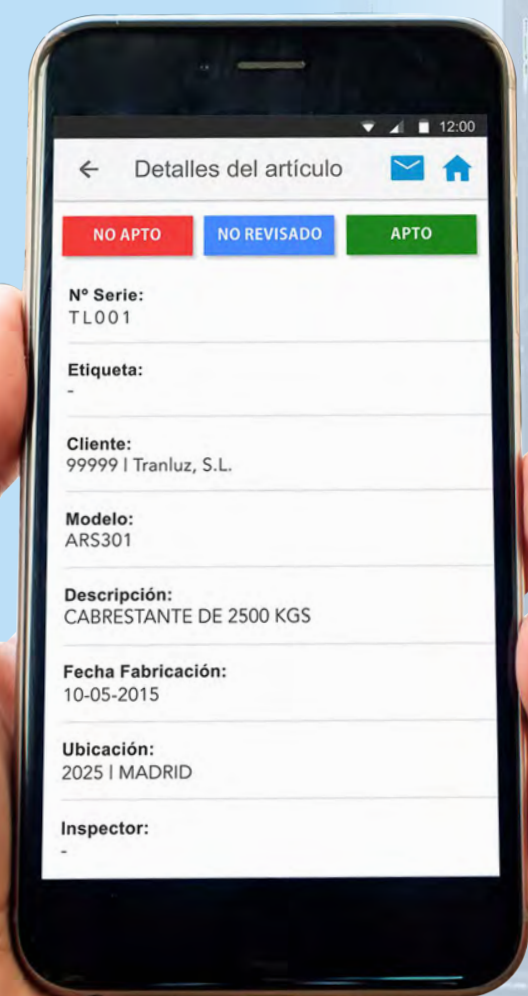 12:00
Detalles del artículo
NO APTO NO REVISADO APTO
Nº Serie:
TL001
Etiqueta:
-
Cliente:
99999 | Tranluz, S.L.
Modelo:
ARS301
Descripción:
CABRESTANTE DE 2500 KGS
Fecha Fabricación:
10-05-2015
Ubicación:
2025 | MADRID
Inspector:
-